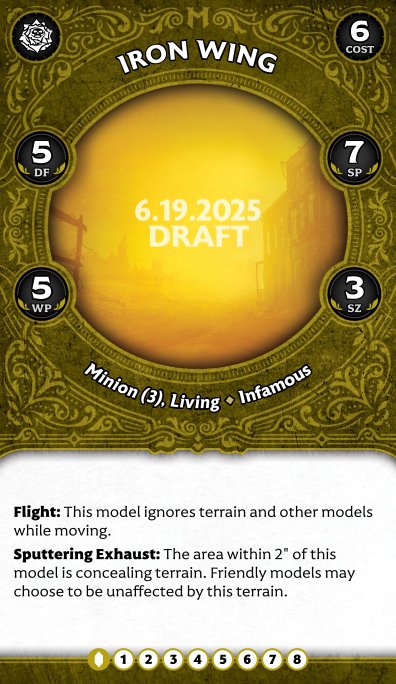 IRON WING
6
COST
5
DF
7
SP
6.19.2025
DRAFT
5
WP
3
SZ
Minion (3), Living ⬥ Infamous
Flight: This model ignores terrain and other models
while moving.
Sputtering Exhaust: The area within 2" of this
model is concealing terrain. Friendly models may
choose to be unaffected by this terrain.
1 2 3 4 5 6 7 8